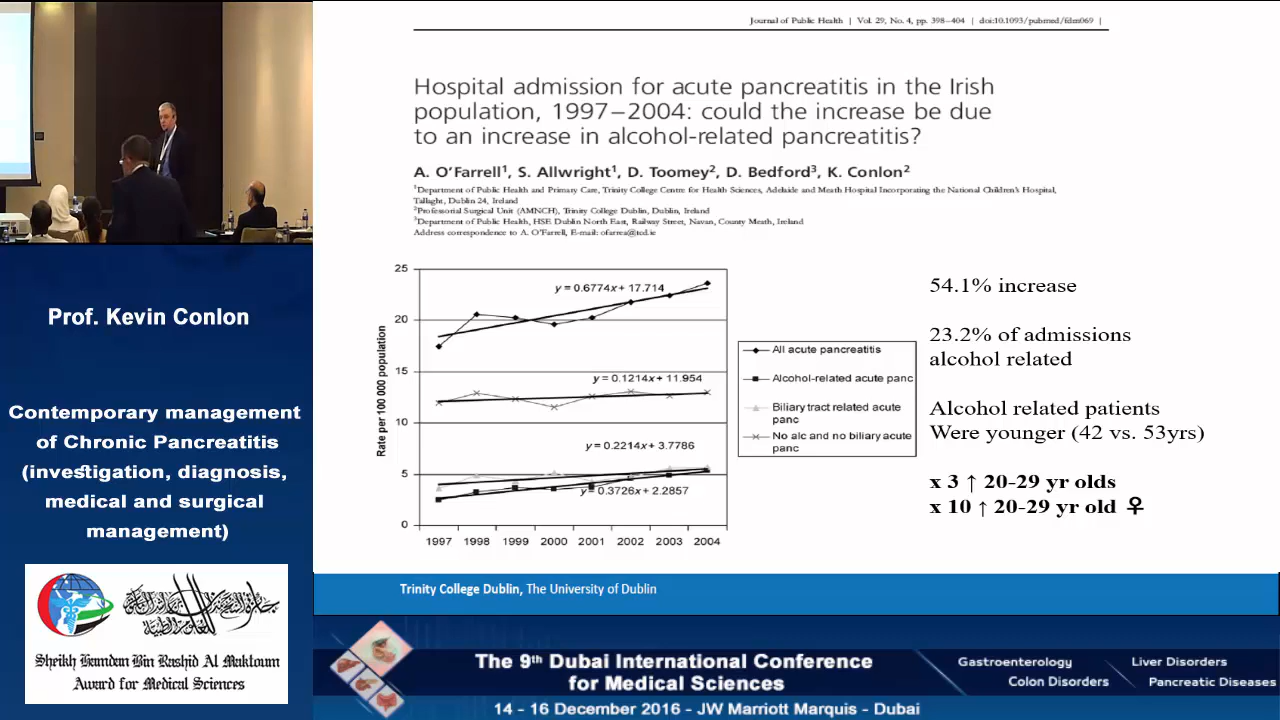 Journal of Public Health | Vol. 29, No. 4, pp. 398–404 | doi:10.1093/pubmed/fdm069 |
Hospital admission for acute pancreatitis in the Irish
population, 1997–2004: could the increase be due
to an increase in alcohol-related pancreatitis?
A. O'Farrell1, S. Allwright1, D. Toomey2, D. Bedford3, K. Conlon2
1Department of Public Health and Primary Care, Trinity College Centre for Health Sciences, Adelaide and Meath Hospital Incorporating the National Children's Hospital,
Tallaght, Dublin 24, Ireland
2Professorial Surgical Unit (AMNCH), Trinity College Dublin, Dublin, Ireland
3Department of Public Health, HSE Dublin North East, Railway Street, Navan, County Meath, Ireland
Address correspondence to A. O'Farrell, E-mail: ofarrea@tcd.ie
Rate per 100 000 population
25
20
15
10
5
0
y = 0.6774x + 17.714
y = 0.1214x + 11.954
y = 0.2214x + 3.7786
y = 0.3726x + 2.2857
1997 1998 1999 2000 2001 2002 2003 2004
All acute pancreatitis
Alcohol-related acute panc
Biliary tract related acute
panc
No alc and no biliary acute
panc
54.1% increase
23.2% of admissions
alcohol related
Alcohol related patients
Were younger (42 vs. 53yrs)
x 3 ↑ 20-29 yr olds
x 10 ↑ 20-29 yr old ♀
Trinity College Dublin, The University of Dublin
Prof. Kevin Conlon
Contemporary management
of Chronic Pancreatitis
(investigation, diagnosis,
medical and surgical
management)
Sheikh Hamdan Bin Rashid Al Maktoum
Award for Medical Sciences
The 9th Dubai International Conference
for Medical Sciences
14 - 16 December 2016 - JW Marriott Marquis - Dubai
Gastroenterology
Liver Disorders
Colon Disorders
Pancreatic Diseases